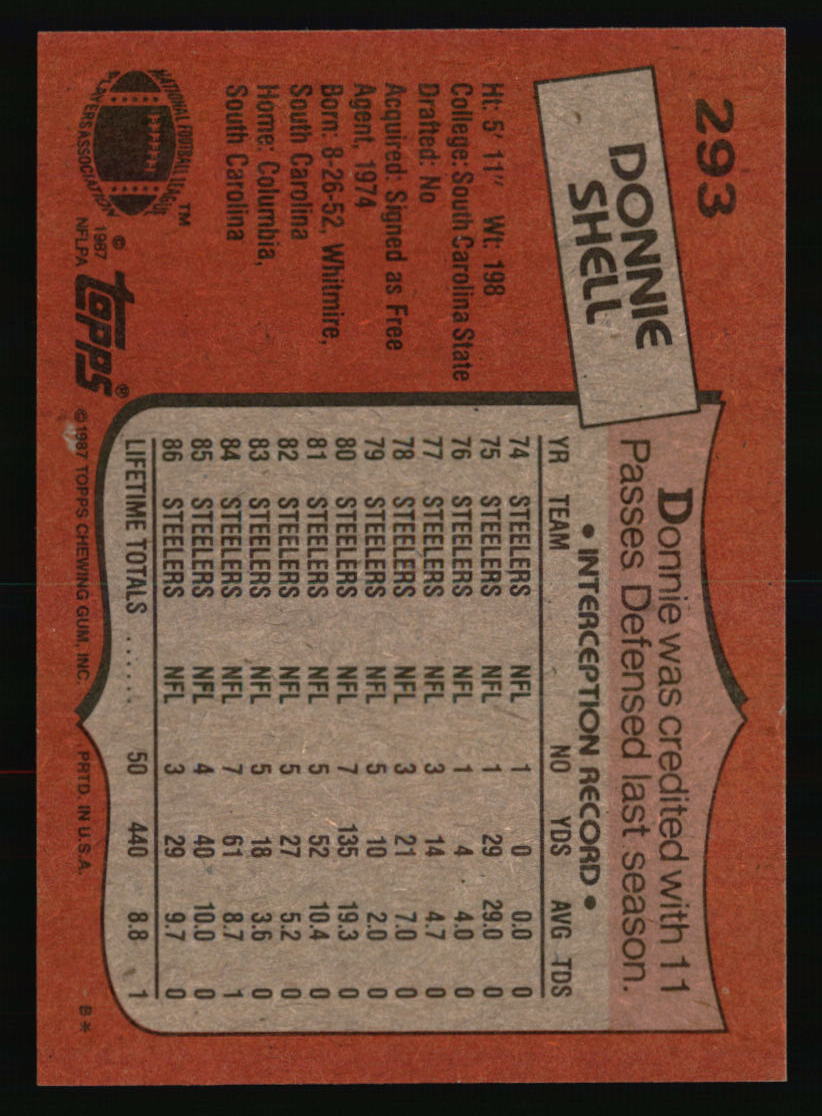 293
DONNIE
SHELL
Ht: 5' 11" Wt: 198
College: South Carolina State
Drafted: No
Acquired: Signed as Free
Agent, 1974
Born: 8-26-52, Whitmire,
South Carolina
Home: Columbia,
South Carolina
NATIONAL FOOTBALL LEAGUE
PLAYERS ASSOCIATION
TM
© 1987
NFLPA
Topps®
© 1987 TOPPS CHEWING GUM, INC. PRTD. IN U.S.A. B*
Donnie was credited with 11
Passes Defensed last season.
• INTERCEPTION RECORD •
YR TEAM NO YDS AVG TDS
74 STEELERS NFL 1 0 0.0 0
75 STEELERS NFL 1 29 29.0 0
76 STEELERS NFL 1 4 4.0 0
77 STEELERS NFL 3 14 4.7 0
78 STEELERS NFL 3 21 7.0 0
79 STEELERS NFL 5 10 2.0 0
80 STEELERS NFL 7 135 19.3 0
81 STEELERS NFL 5 52 10.4 0
82 STEELERS NFL 5 27 5.2 0
83 STEELERS NFL 5 18 3.6 0
84 STEELERS NFL 7 61 8.7 1
85 STEELERS NFL 4 40 10.0 0
86 STEELERS NFL 3 29 9.7 0
LIFETIME TOTALS ...... 50 440 8.8 1